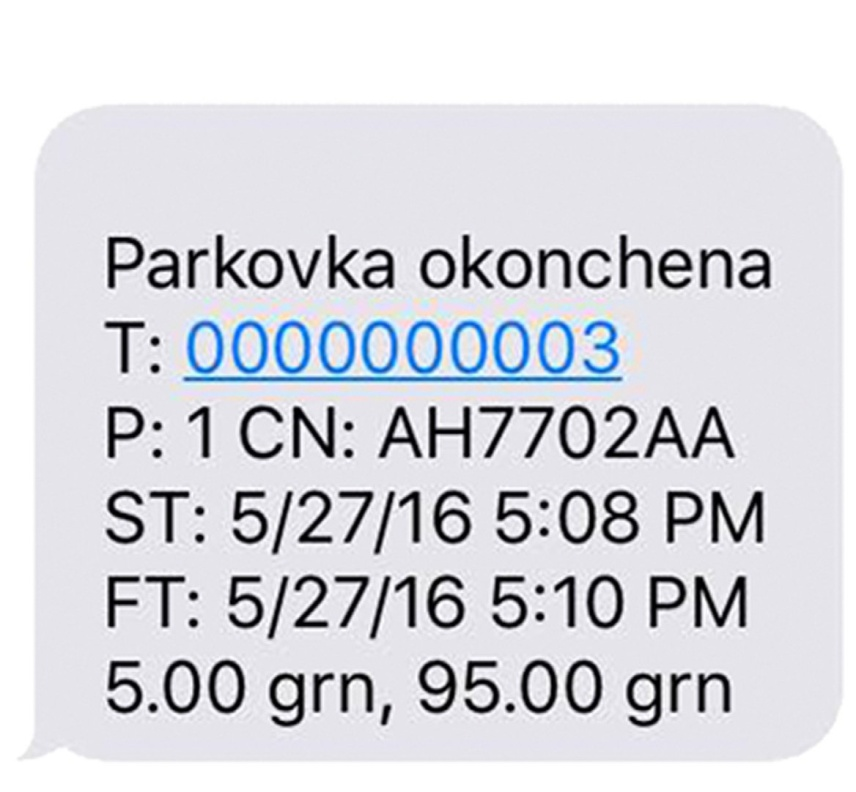 Parkovka okonchena
T: 0000000003
P: 1 CN: AH7702AA
ST: 5/27/16 5:08 PM
FT: 5/27/16 5:10 PM
5.00 grn, 95.00 grn